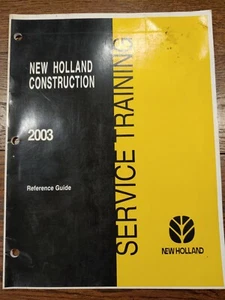 NEW HOLLAND
CONSTRUCTION
2003
Reference Guide
SERVICE TRAINING
NEW HOLLAND